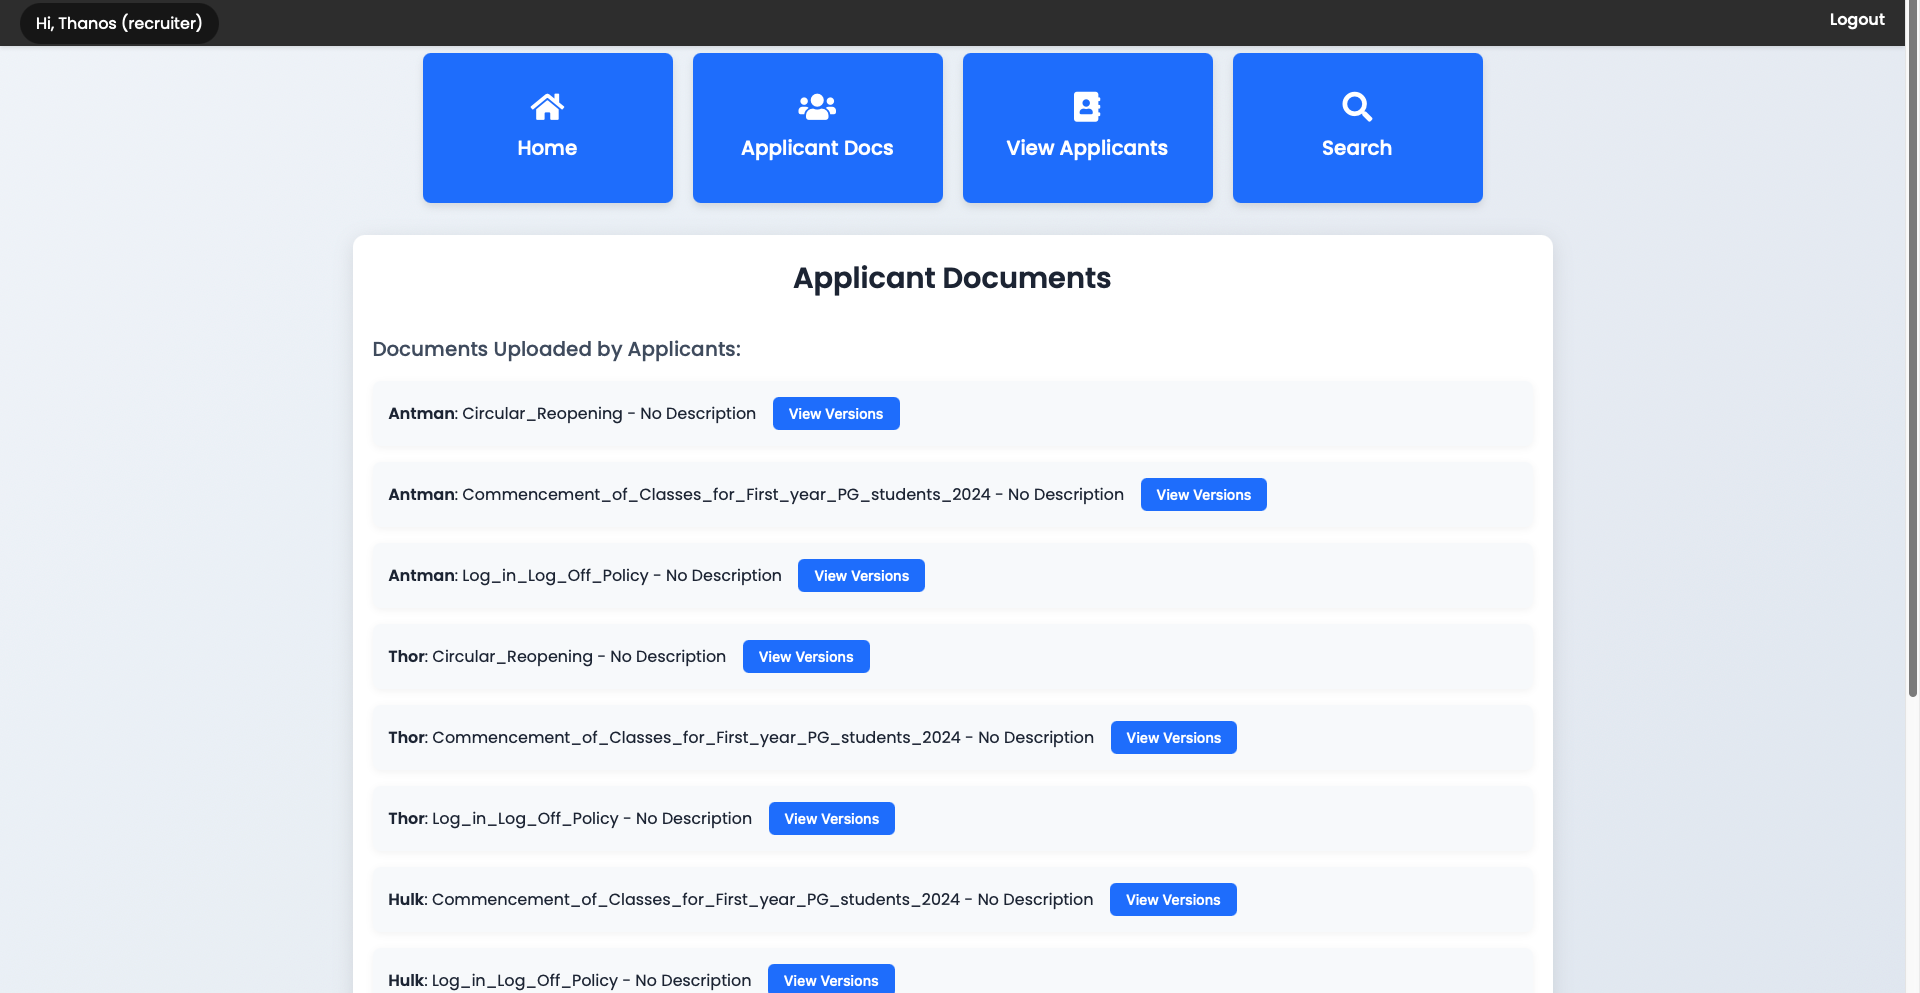 Hi, Thanos (recruiter)
Logout
Home
Applicant Docs
View Applicants
Search
Applicant Documents
Documents Uploaded by Applicants:
Antman: Circular_Reopening - No Description View Versions
Antman: Commencement_of_Classes_for_First_year_PG_students_2024 - No Description View Versions
Antman: Log_in_Log_Off_Policy - No Description View Versions
Thor: Circular_Reopening - No Description View Versions
Thor: Commencement_of_Classes_for_First_year_PG_students_2024 - No Description View Versions
Thor: Log_in_Log_Off_Policy - No Description View Versions
Hulk: Commencement_of_Classes_for_First_year_PG_students_2024 - No Description View Versions
Hulk: Log_in_Log_Off_Policy - No Description View Versions